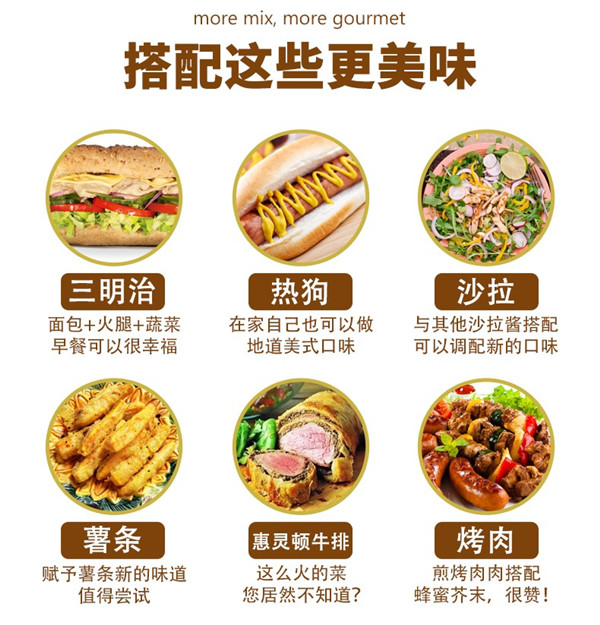 more mix, more gourmet
搭配这些更美味
三明治
面包+火腿+蔬菜
早餐可以很幸福
热狗
在家自己也可以做
地道美式口味
沙拉
与其他沙拉酱搭配
可以调配新的口味
薯条
赋予薯条新的味道
值得尝试
惠灵顿牛排
这么火的菜
您居然不知道?
烤肉
煎烤肉肉搭配
蜂蜜芥末，很赞！